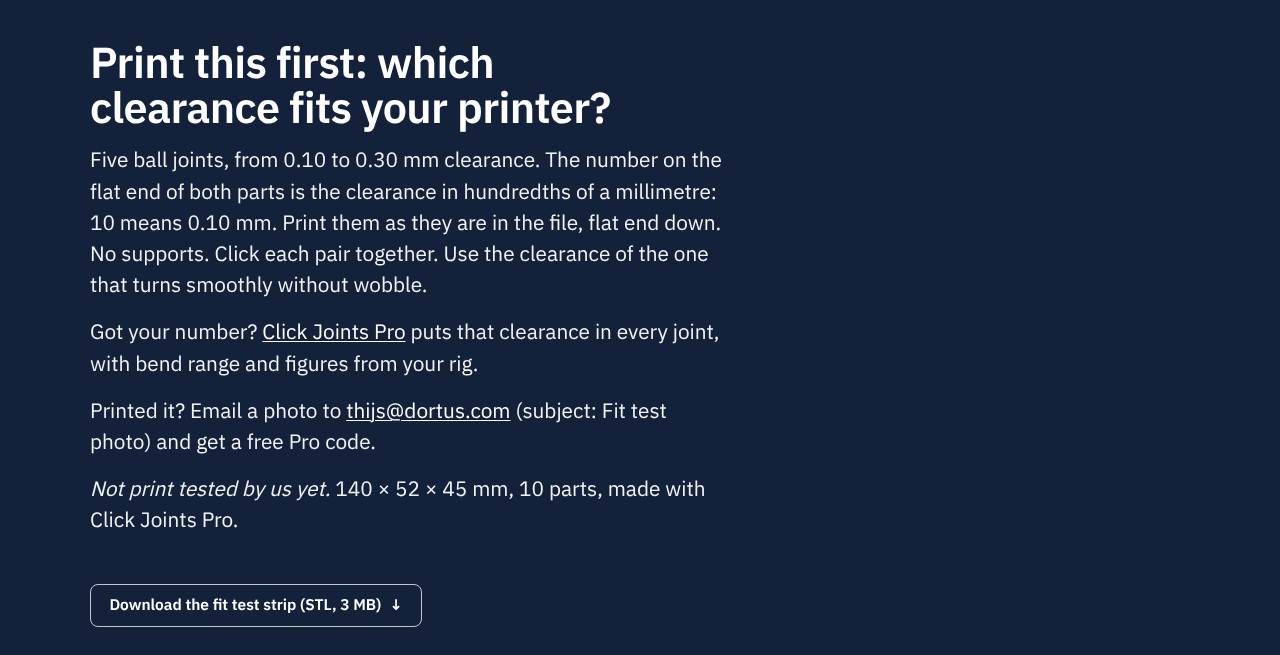 Print this first: which
clearance fits your printer?
Five ball joints, from 0.10 to 0.30 mm clearance. The number on the
flat end of both parts is the clearance in hundredths of a millimetre:
10 means 0.10 mm. Print them as they are in the file, flat end down.
No supports. Click each pair together. Use the clearance of the one
that turns smoothly without wobble.
Got your number? Click Joints Pro puts that clearance in every joint,
with bend range and figures from your rig.
Printed it? Email a photo to thijs@dortus.com (subject: Fit test
photo) and get a free Pro code.
Not print tested by us yet. 140 × 52 × 45 mm, 10 parts, made with
Click Joints Pro.
Download the fit test strip (STL, 3 MB) ↓